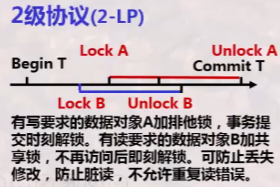 2级协议(2-LP)
Lock A
Unlock A
Begin T
Commit T
Lock B
Unlock B
有写要求的数据对象A加排他锁，事务提
交时刻解锁。有读要求的数据对象B加共
享锁，不再访问后即刻解锁。可防止丢失
修改，防止脏读，不允许重复读错误。